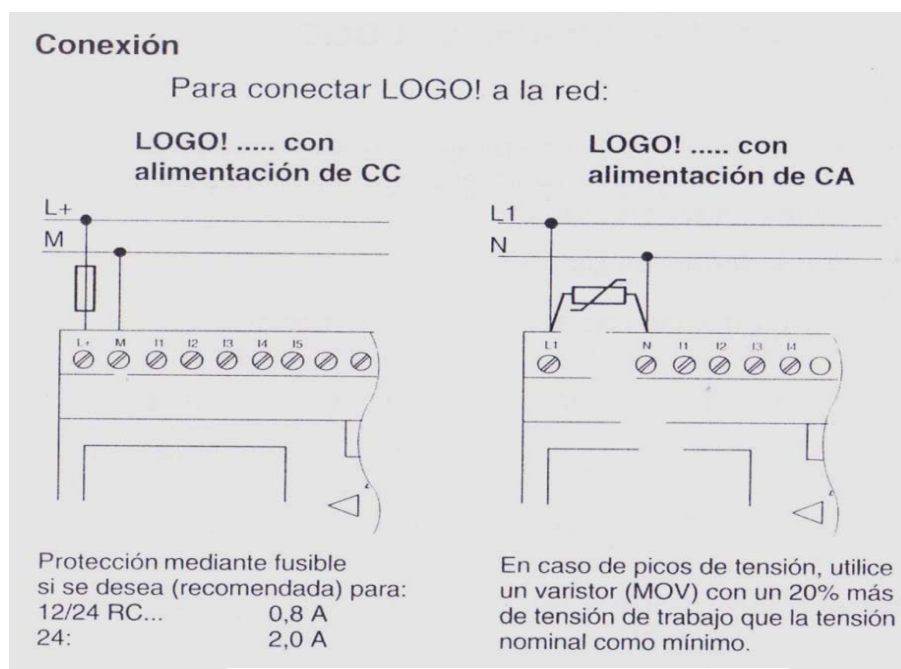 Conexión
Para conectar LOGO! a la red:
LOGO! ..... con
alimentación de CC
L+
M
L+ M I1 I2 I3 I4 I5
Protección mediante fusible
si se desea (recomendada) para:
12/24 RC... 0,8 A
24: 2,0 A
LOGO! ..... con
alimentación de CA
L1
N
L1 N I1 I2 I3 I4
En caso de picos de tensión, utilice
un varistor (MOV) con un 20% más
de tensión de trabajo que la tensión
nominal como mínimo.